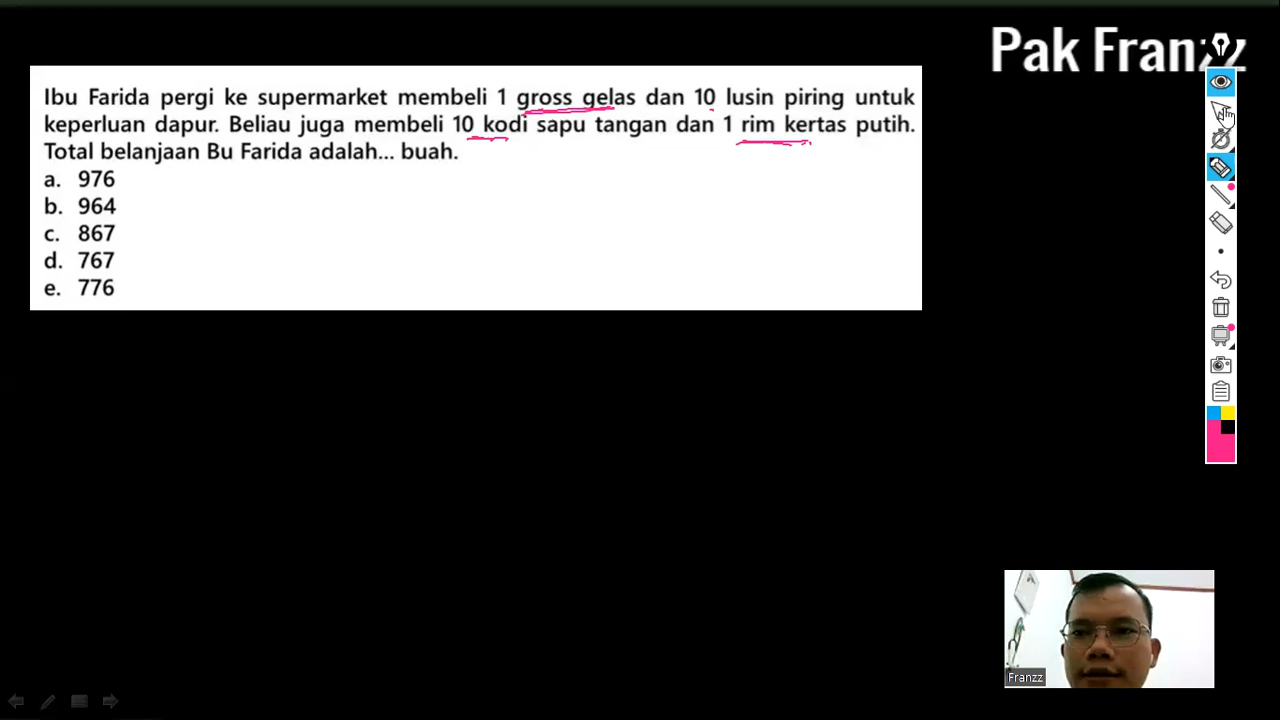 Pak Franzz
Ibu Farida pergi ke supermarket membeli 1 gross gelas dan 10 lusin piring untuk
keperluan dapur. Beliau juga membeli 10 kodi sapu tangan dan 1 rim kertas putih.
Total belanjaan Bu Farida adalah... buah.
a. 976
b. 964
c. 867
d. 767
e. 776
Franzz